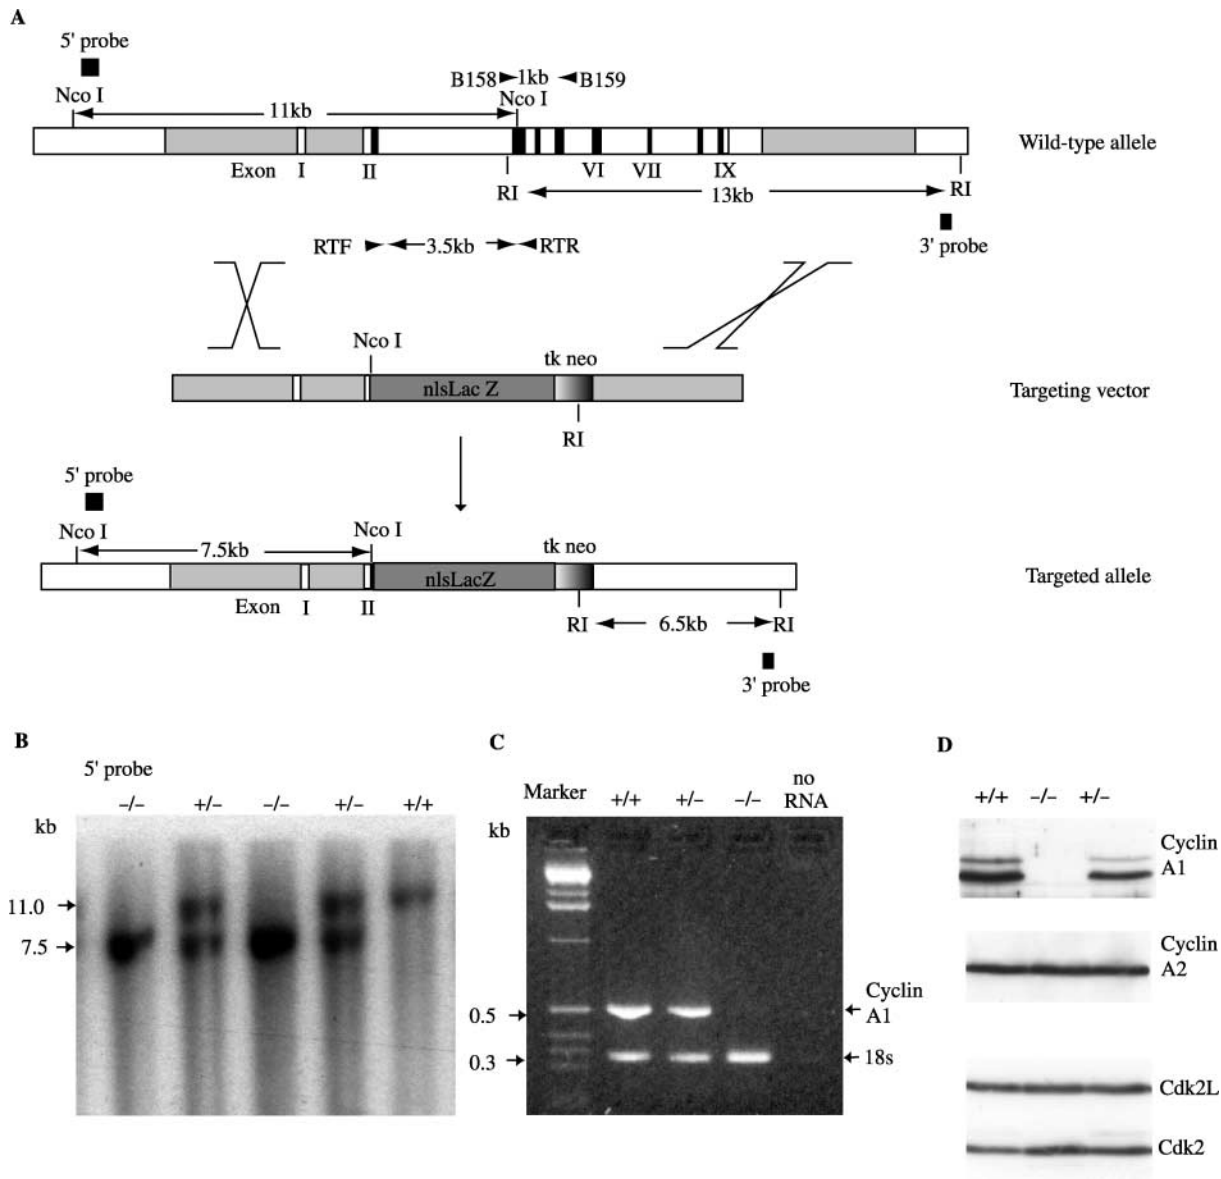 A
5' probe
B158 1kb B159
Nco I Nco I
11kb
Wild-type allele
Exon I II VI VII IX
RI RI
13kb
3' probe
RTF 3.5kb RTR
Nco I
tk neo
nlsLac Z
Targeting vector
RI
5' probe
Nco I Nco I
7.5kb
tk neo
nlsLacZ
Targeted allele
Exon I II
RI 6.5kb RI
3' probe
B
5' probe
–/– +/– –/– +/– +/+
kb
11.0
7.5
C
Marker +/+ +/– –/– no RNA
kb
Cyclin
A1
0.5
0.3
18s
D
+/+ –/– +/–
Cyclin
A1
Cyclin
A2
Cdk2L
Cdk2